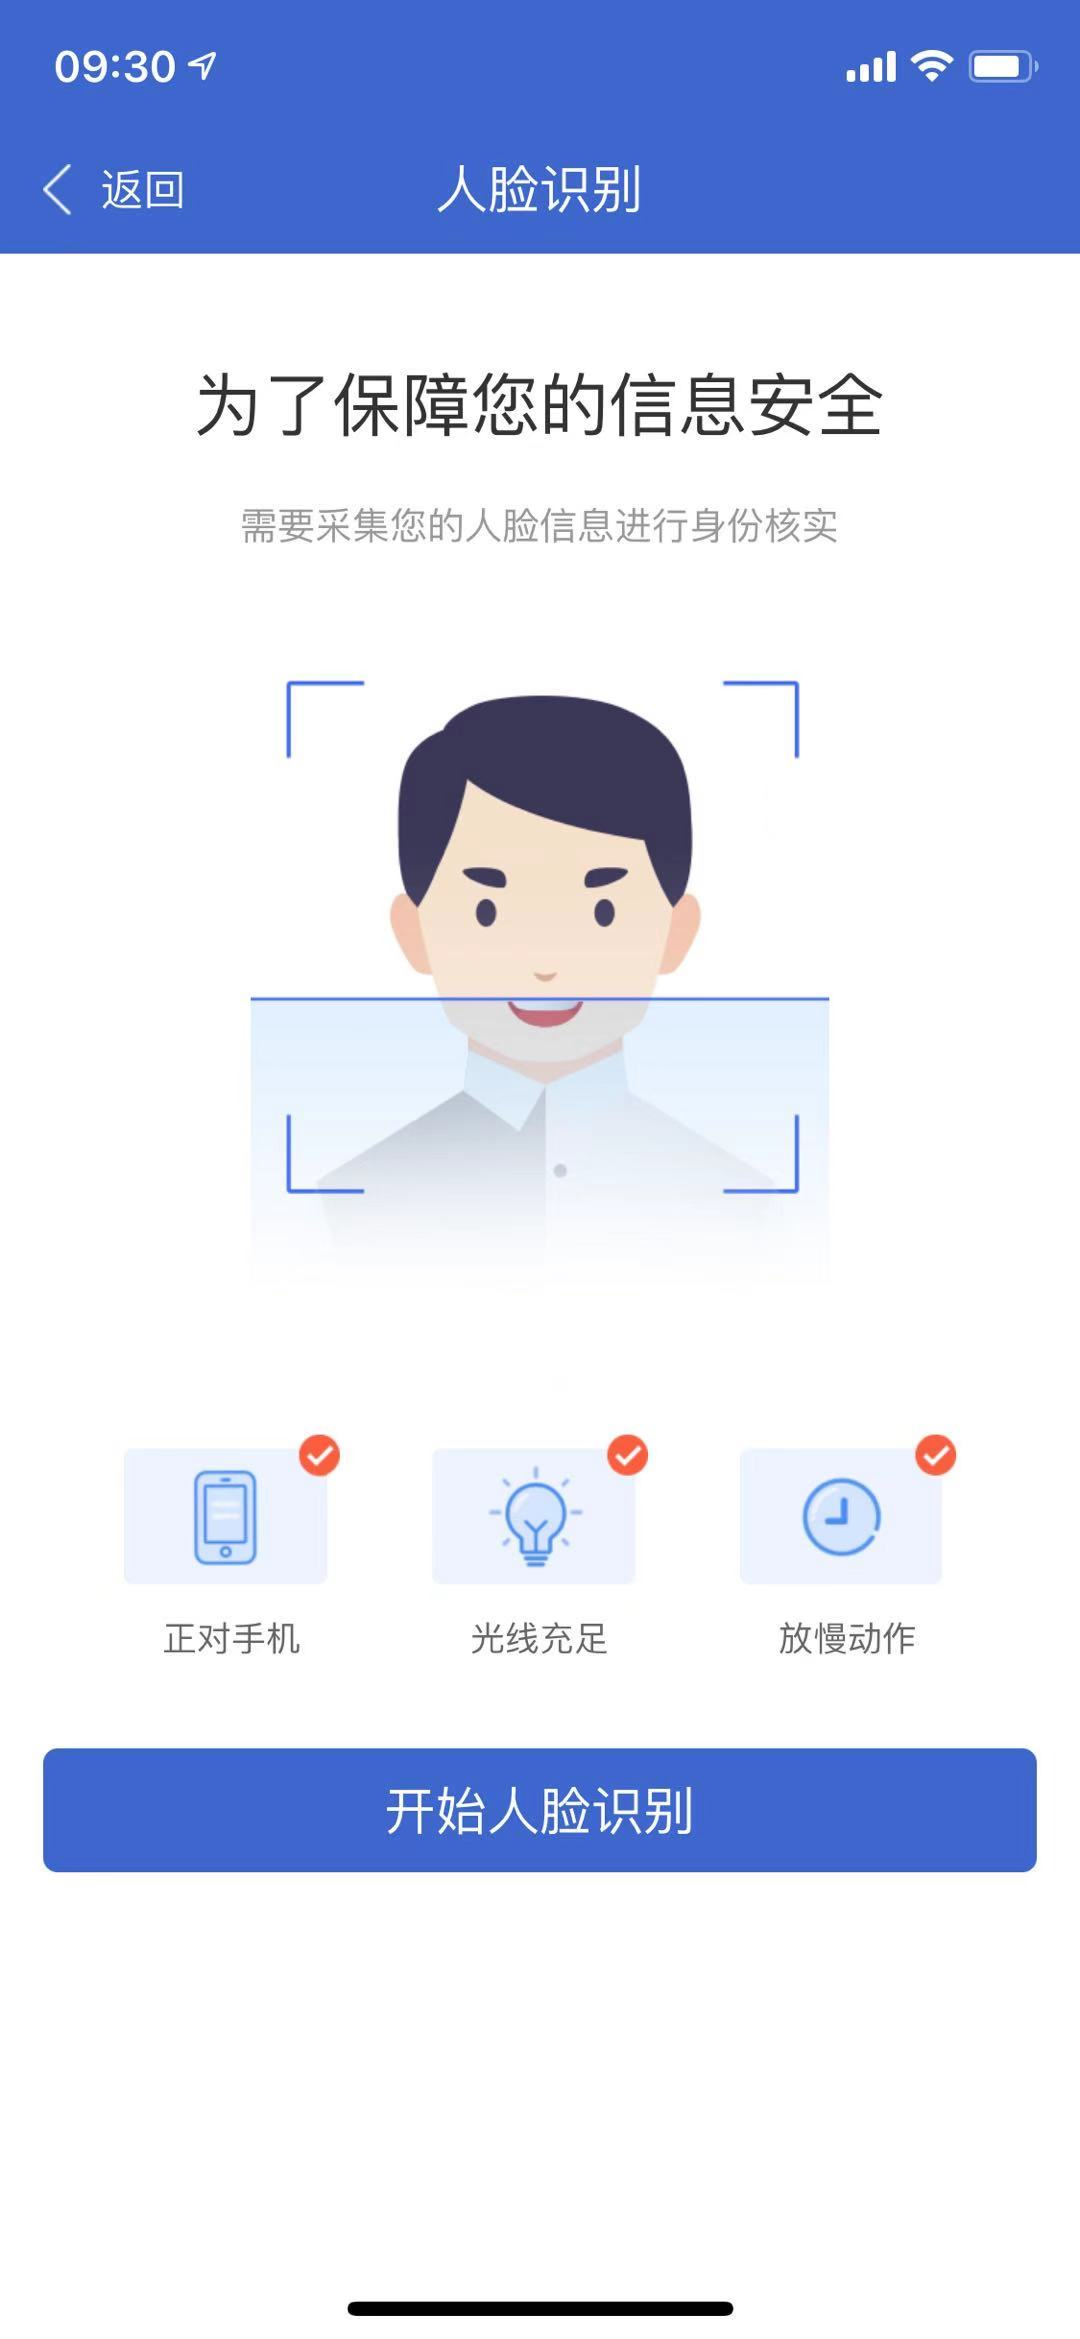 09:30
返回
人脸识别
为了保障您的信息安全
需要采集您的人脸信息进行身份核实
正对手机
光线充足
放慢动作
开始人脸识别